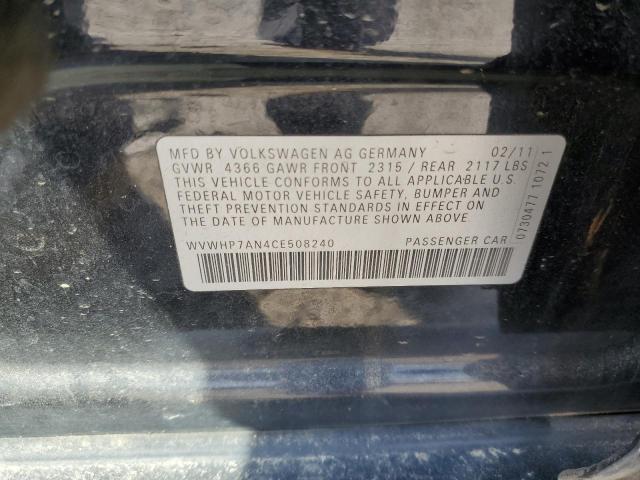 MFD BY VOLKSWAGEN AG GERMANY 02/11
GVWR 4366 GAWR FRONT 2315 / REAR 2117 LBS
THIS VEHICLE CONFORMS TO ALL APPLICABLE U.S.
FEDERAL MOTOR VEHICLE SAFETY, BUMPER AND
THEFT PREVENTION STANDARDS IN EFFECT ON
THE DATE OF MANUFACTURE SHOWN ABOVE.
WVWHP7AN4CE508240 PASSENGER CAR
0730477 1072 1